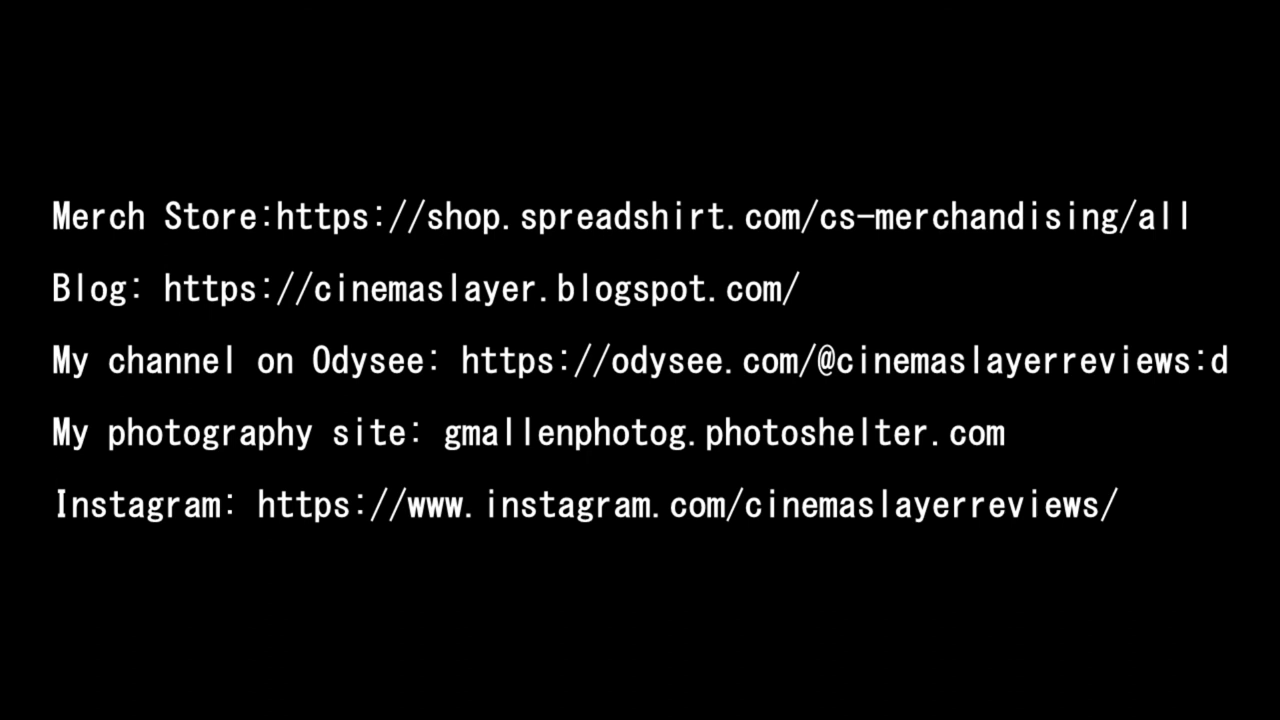 Merch Store:https://shop.spreadshirt.com/cs-merchandising/all
Blog: https://cinemaslayer.blogspot.com/
My channel on Odysee: https://odysee.com/@cinemaslayerreviews:d
My photography site: gmallenphotog.photoshelter.com
Instagram: https://www.instagram.com/cinemaslayerreviews/